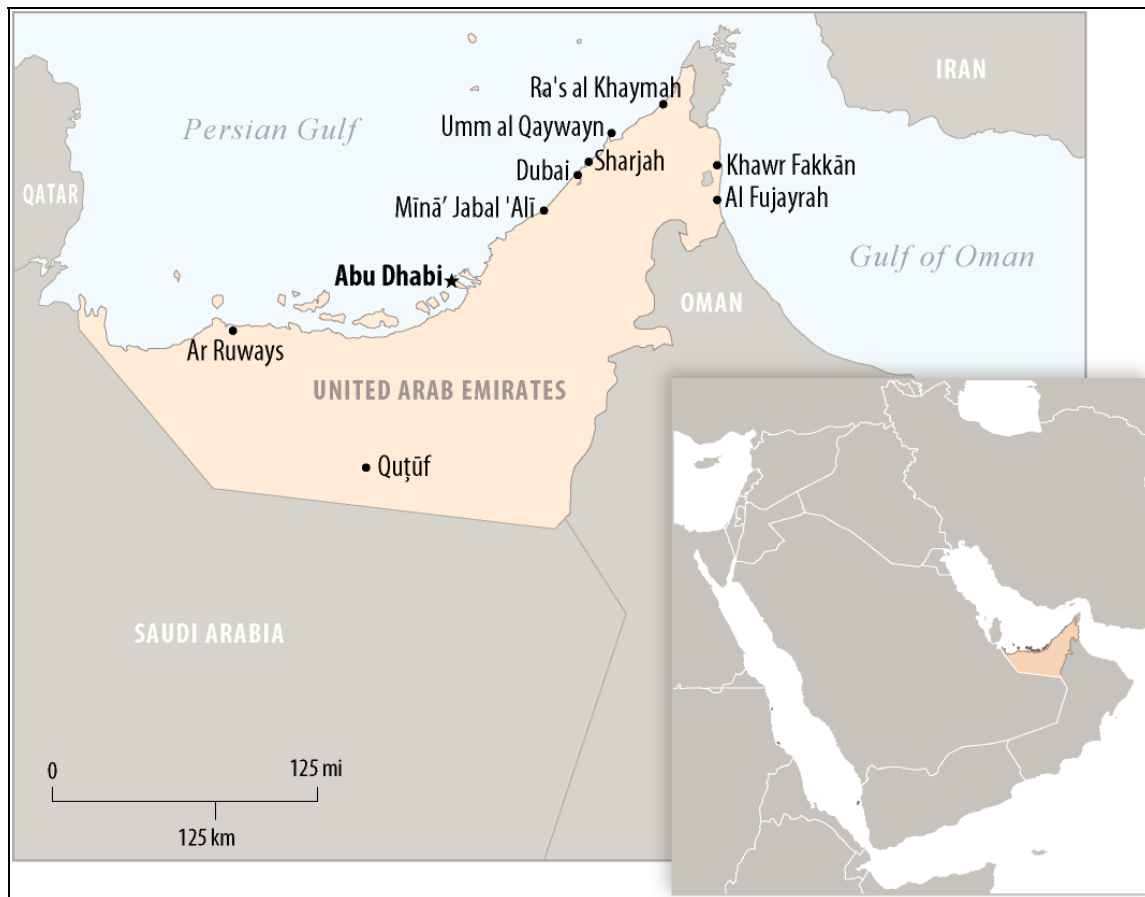 IRAN
Ra's al Khaymah
Persian Gulf
Umm al Qaywayn
Sharjah
Khawr Fakkān
Dubai
QATAR
Al Fujayrah
Mīnā’ Jabal 'Alī
Gulf of Oman
Abu Dhabi
OMAN
Ar Ruways
UNITED ARAB EMIRATES
Quţūf
SAUDI ARABIA
0
125 mi
125 km